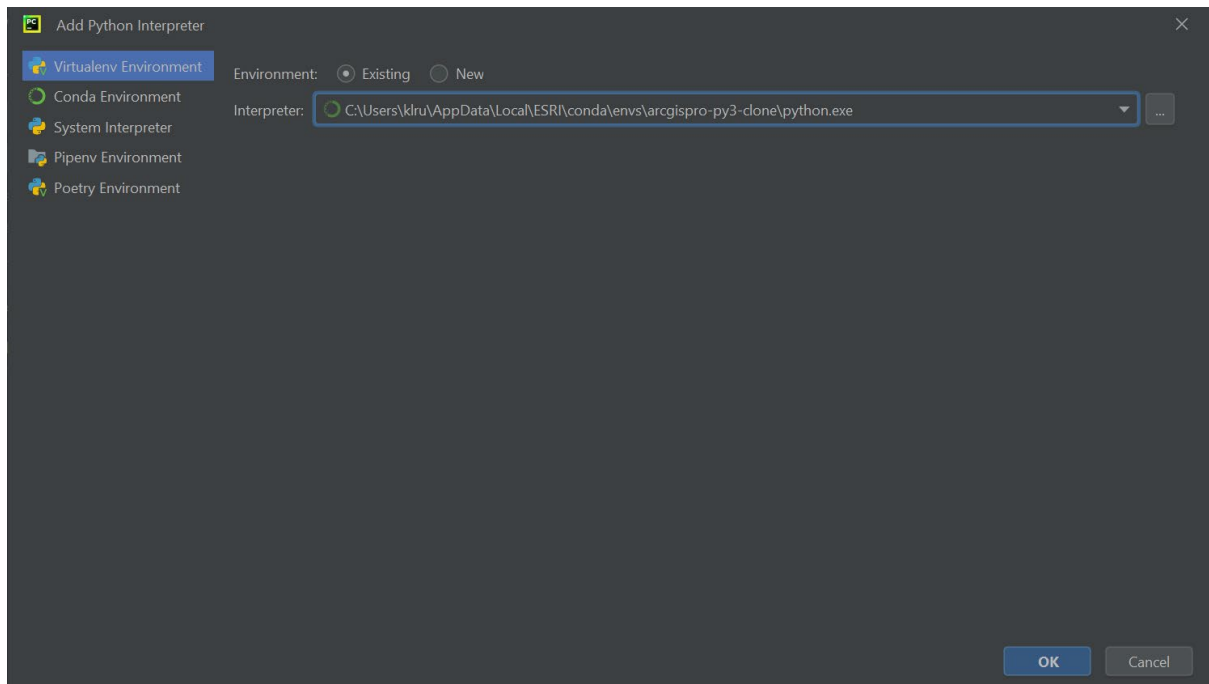 PC
Add Python Interpreter
Virtualenv Environment
Conda Environment
System Interpreter
Pipenv Environment
Poetry Environment
Environment: Existing New
Interpreter: C:\Users\klru\AppData\Local\ESRI\conda\envs\arcgispro-py3-clone\python.exe ...
OK Cancel